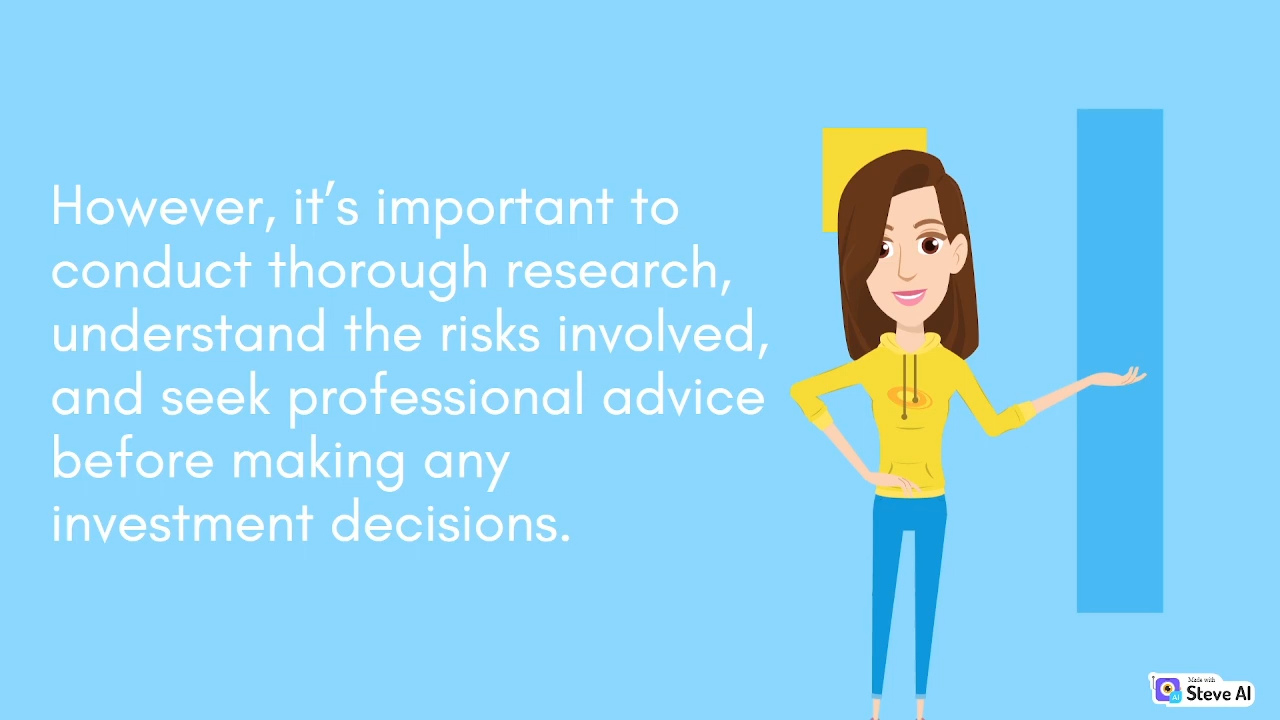 However, it's important to
conduct thorough research,
understand the risks involved,
and seek professional advice
before making any
investment decisions.
Made with
Steve AI